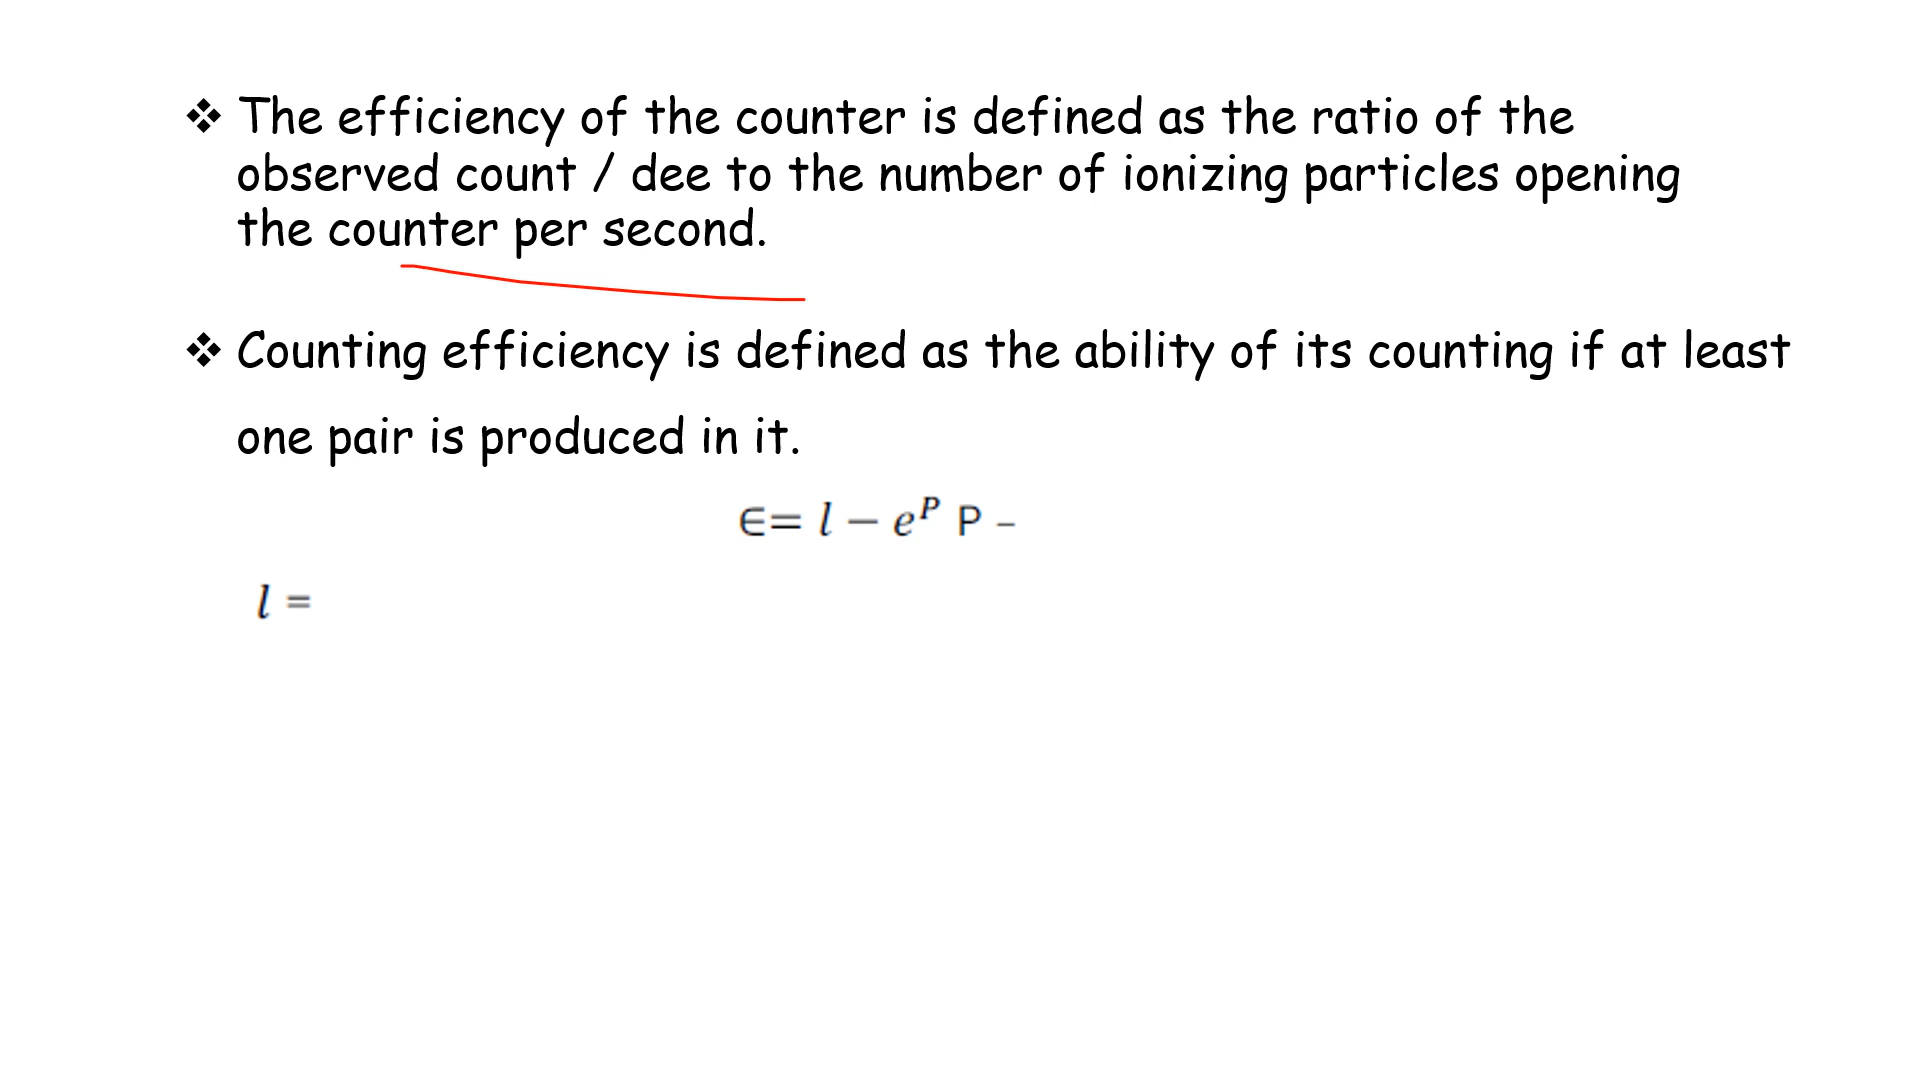 ❖ The efficiency of the counter is defined as the ratio of the
observed count / dee to the number of ionizing particles opening
the counter per second.
❖ Counting efficiency is defined as the ability of its counting if at least
one pair is produced in it.
∈= l − e^P P –
l =